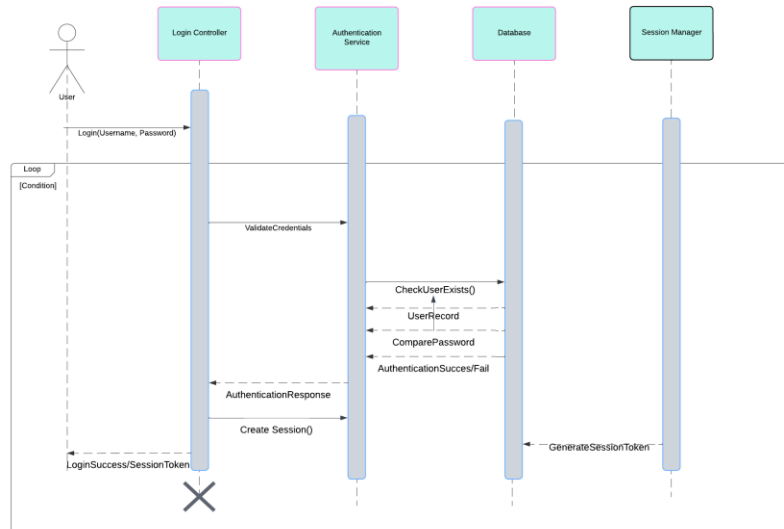 Login Controller
Authentication
Service
Database
Session Manager
User
Login(Username, Password)
Loop
[Condition]
ValidateCredentials
CheckUserExists()
UserRecord
ComparePassword
AuthenticationSucces/Fail
AuthenticationResponse
Create Session()
GenerateSessionToken
LoginSuccess/SessionToken